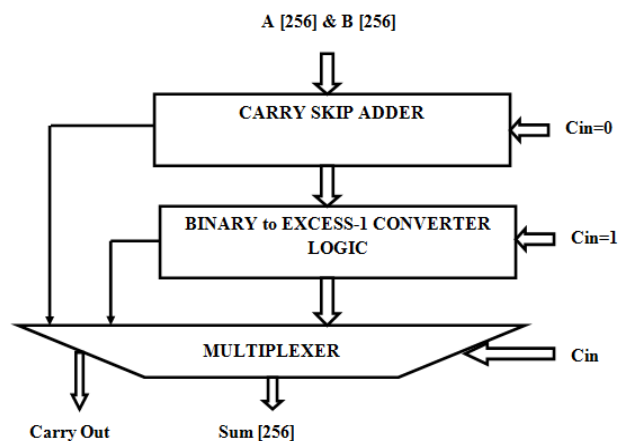 A [256] & B [256]
CARRY SKIP ADDER
Cin=0
BINARY to EXCESS-1 CONVERTER
LOGIC
Cin=1
MULTIPLEXER
Cin
Carry Out
Sum [256]